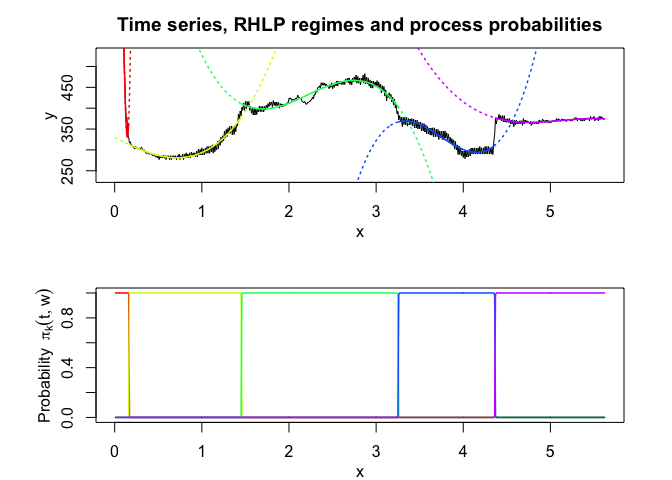 Time series, RHLP regimes and process probabilities
y
450
350
250
0 1 2 3 4 5
x
Probability πk(t, w)
0.8
0.4
0.0
0 1 2 3 4 5
x